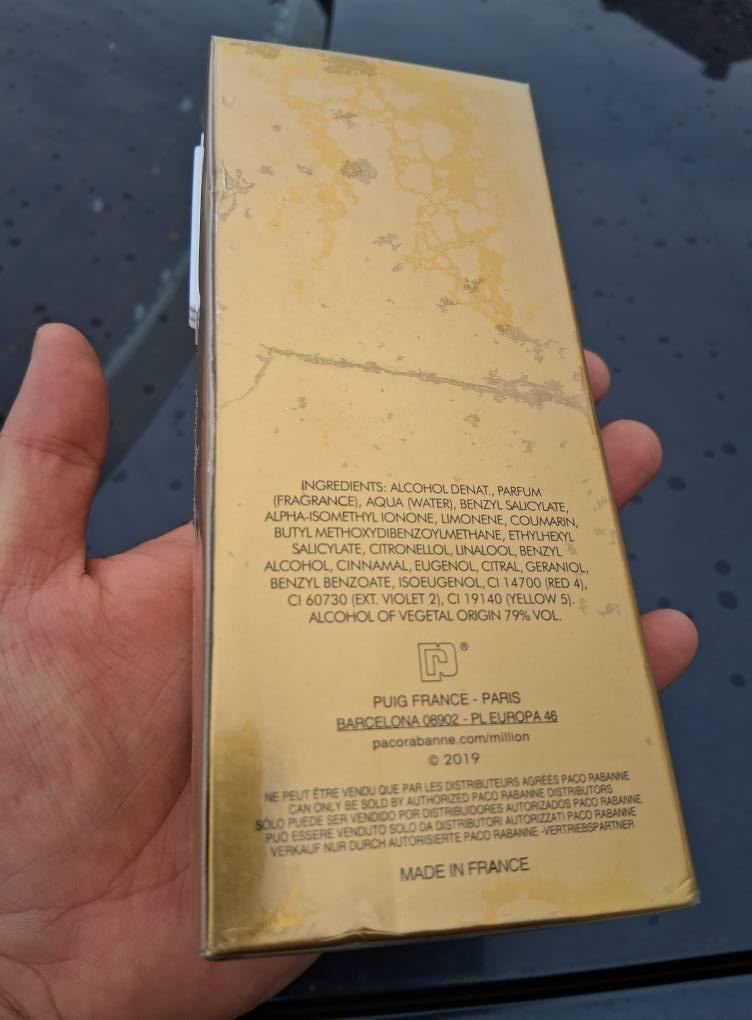 INGREDIENTS: ALCOHOL DENAT., PARFUM
(FRAGRANCE), AQUA (WATER), BENZYL SALICYLATE,
ALPHA-ISOMETHYL IONONE, LIMONENE, COUMARIN,
BUTYL METHOXYDIBENZOYLMETHANE, ETHYLHEXYL
SALICYLATE, CITRONELLOL, LINALOOL, BENZYL
ALCOHOL, CINNAMAL, EUGENOL, CITRAL, GERANIOL,
BENZYL BENZOATE, ISOEUGENOL, CI 14700 (RED 4),
CI 60730 (EXT. VIOLET 2), CI 19140 (YELLOW 5).
ALCOHOL OF VEGETAL ORIGIN 79% VOL.
®
PUIG FRANCE - PARIS
BARCELONA 08902 - PL EUROPA 46
pacorabanne.com/million
© 2019
NE PEUT ÊTRE VENDU QUE PAR LES DISTRIBUTEURS AGRÉÉS PACO RABANNE
CAN ONLY BE SOLD BY AUTHORIZED PACO RABANNE DISTRIBUTORS
SÓLO PUEDE SER VENDIDO POR DISTRIBUIDORES AUTORIZADOS PACO RABANNE
PUÒ ESSERE VENDUTO SOLO DA DISTRIBUTORI AUTORIZZATI PACO RABANNE
VERKAUF NUR DURCH AUTORISIERTE PACO RABANNE -VERTRIEBSPARTNER
MADE IN FRANCE